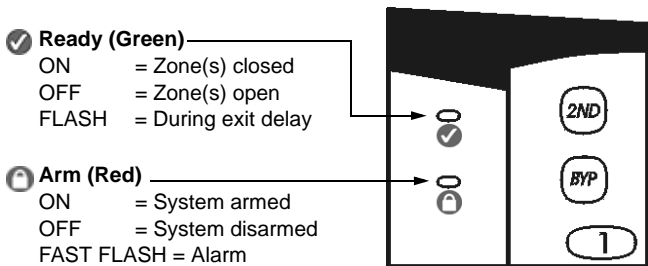 Ready (Green)
ON = Zone(s) closed
OFF = Zone(s) open
FLASH = During exit delay
Arm (Red)
ON = System armed
OFF = System disarmed
FAST FLASH = Alarm
2ND
BYP
1